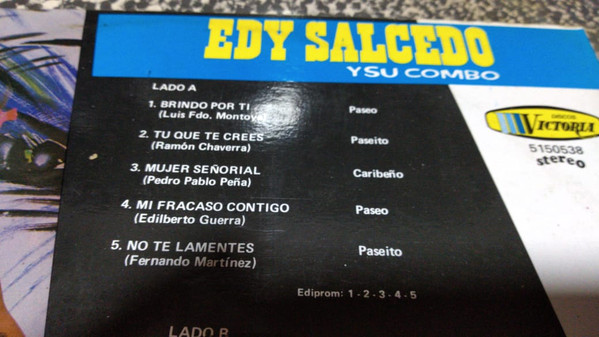 EDY SALCEDO
Y SU COMBO
LADO A
1. BRINDO POR TI Paseo
(Luis Fdo. Montoya)
2. TU QUE TE CREES Paseito
(Ramón Chaverra)
3. MUJER SEÑORIAL Caribeño
(Pedro Pablo Peña)
4. MI FRACASO CONTIGO Paseo
(Edilberto Guerra)
5. NO TE LAMENTES Paseito
(Fernando Martínez)
Ediprom: 1 - 2 - 3 - 4 - 5
LADO B
DISCOS
VICTORIA
5150538
stereo